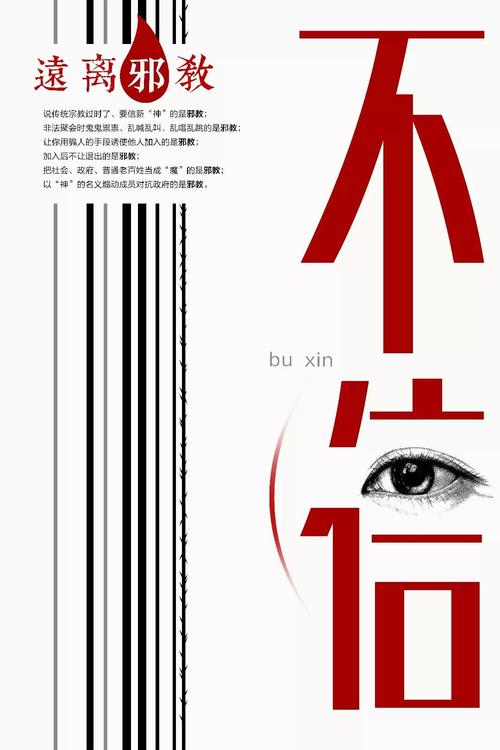 遠离邪教
说传统宗教过时了、要信新“神”的是邪教；
非法聚会时鬼鬼祟祟、乱喊乱叫、乱唱乱跳的是邪教；
让你用骗人的手段诱使他人加入的是邪教；
加入后不让退出的是邪教；
把社会、政府、普通老百姓当成“魔”的是邪教；
以“神”的名义煽动成员对抗政府的是邪教。
不信
bu xin